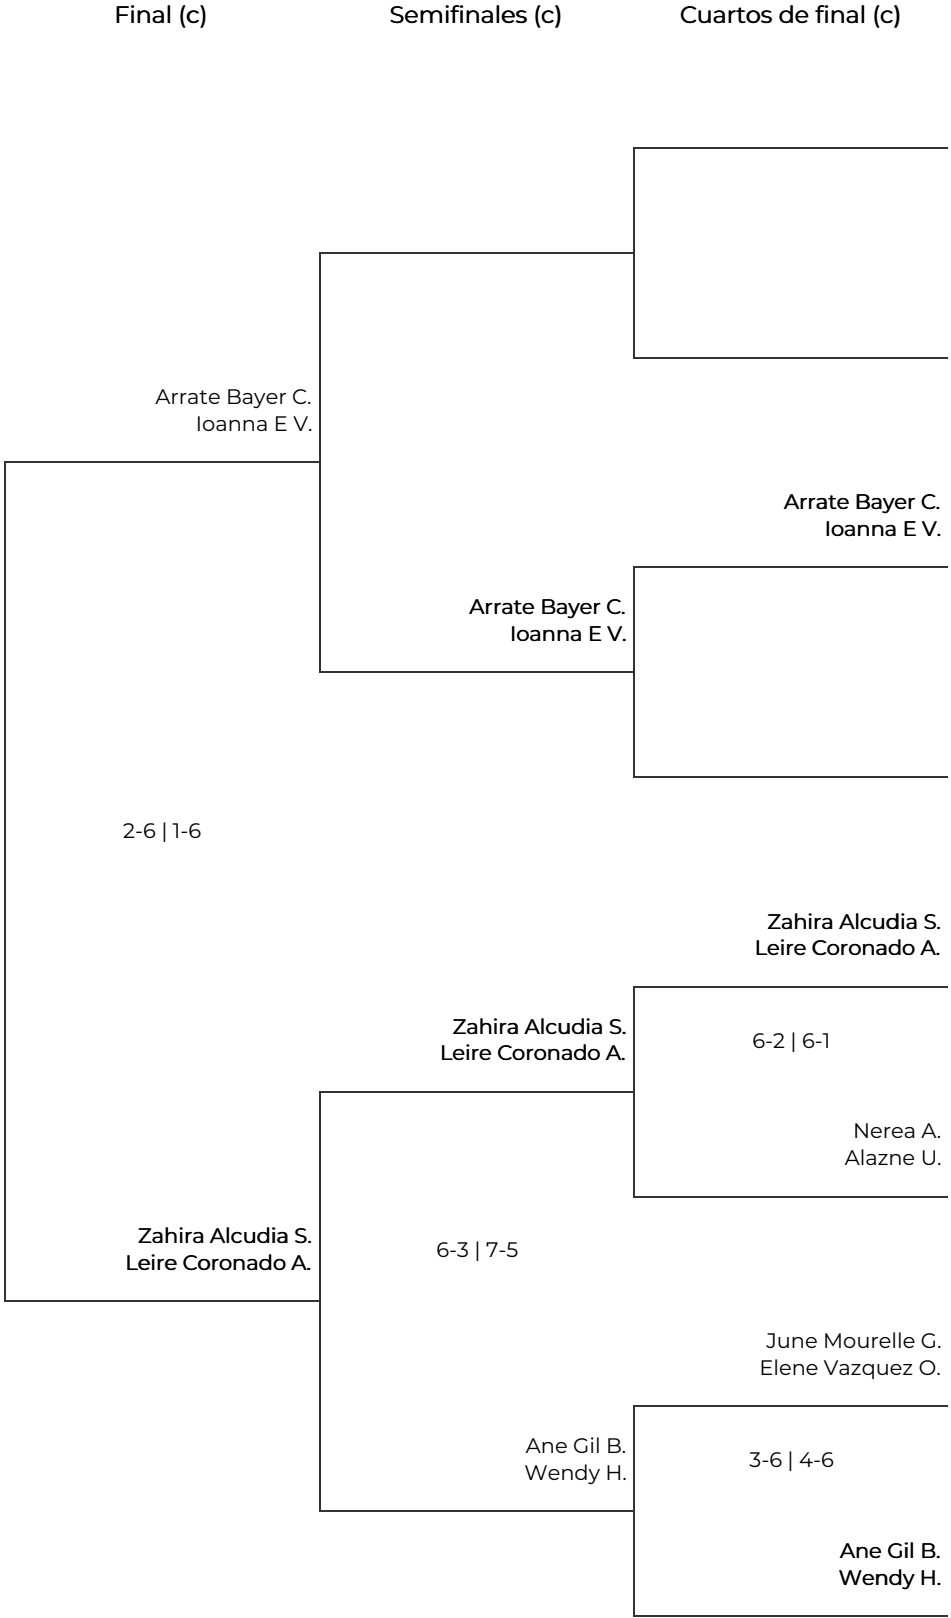 Final (c)
Semifinales (c)
Cuartos de final (c)
Arrate Bayer C.
Ioanna E V.
Arrate Bayer C.
Ioanna E V.
Arrate Bayer C.
Ioanna E V.
2-6 | 1-6
Zahira Alcudia S.
Leire Coronado A.
Zahira Alcudia S.
Leire Coronado A.
6-2 | 6-1
Nerea A.
Alazne U.
Zahira Alcudia S.
Leire Coronado A.
6-3 | 7-5
June Mourelle G.
Elene Vazquez O.
Ane Gil B.
Wendy H.
3-6 | 4-6
Ane Gil B.
Wendy H.